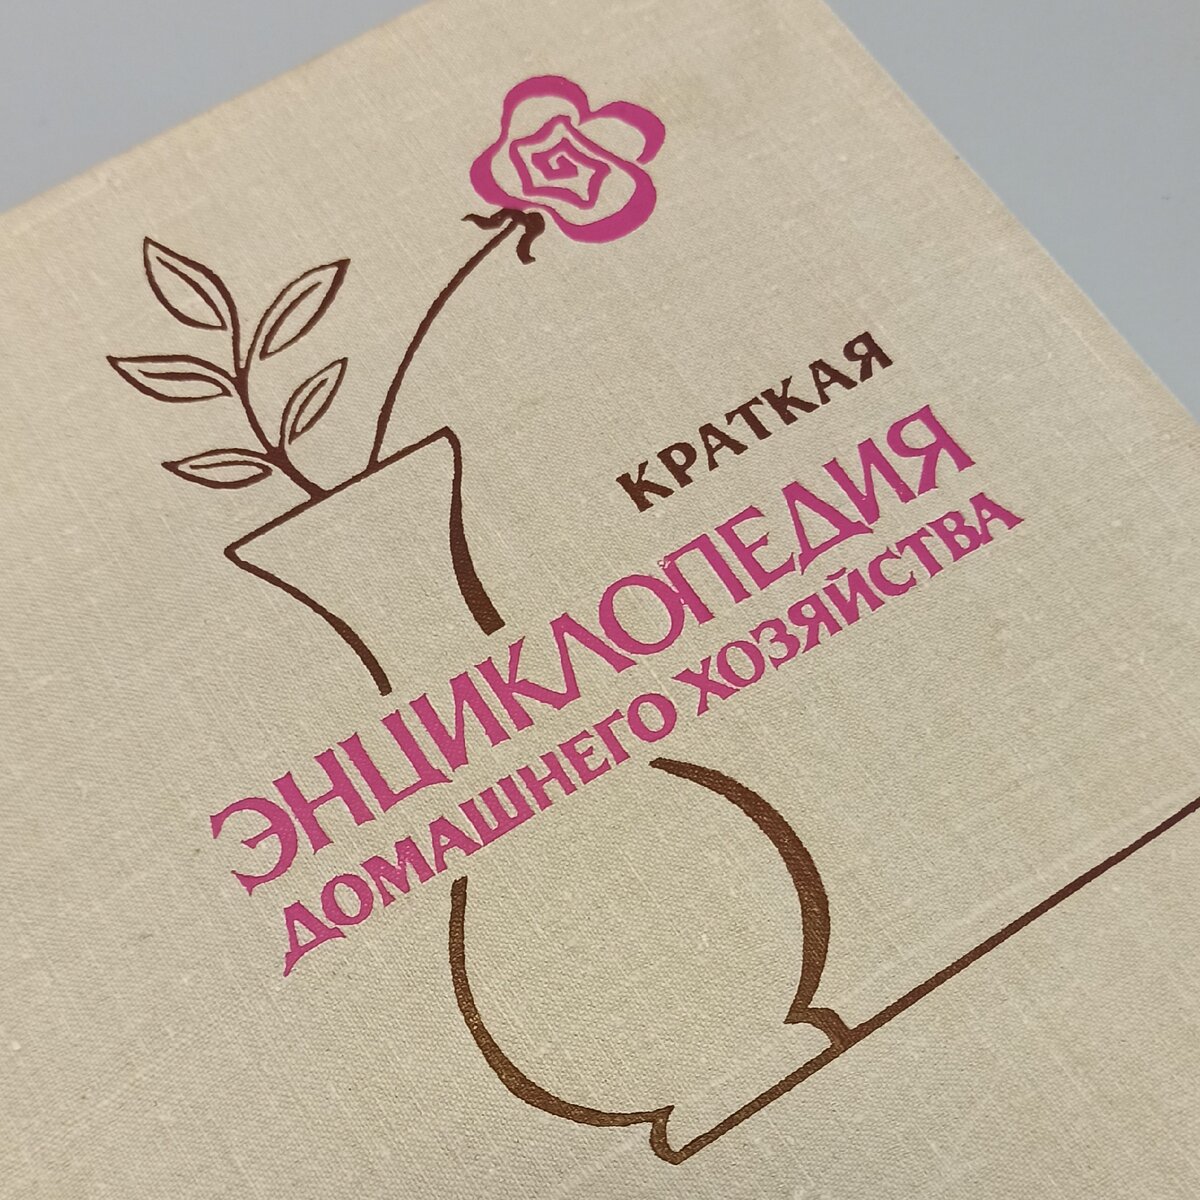 КРАТКАЯ
ЭНЦИКЛОПЕДИЯ
ДОМАШНЕГО ХОЗЯЙСТВА